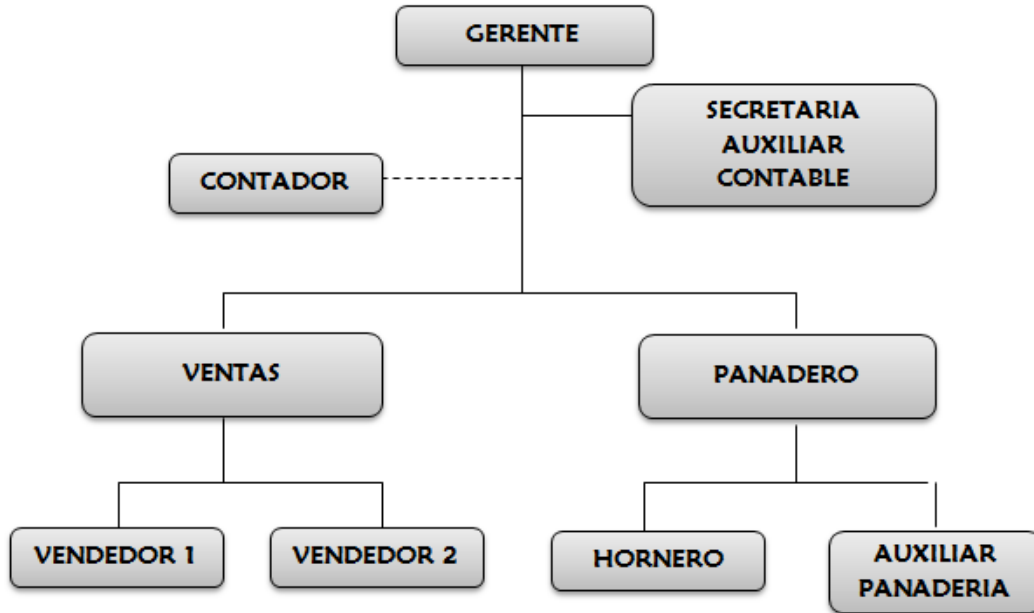 GERENTE
SECRETARIA
AUXILIAR
CONTABLE
CONTADOR
VENTAS
PANADERO
VENDEDOR 1
VENDEDOR 2
HORNERO
AUXILIAR
PANADERIA